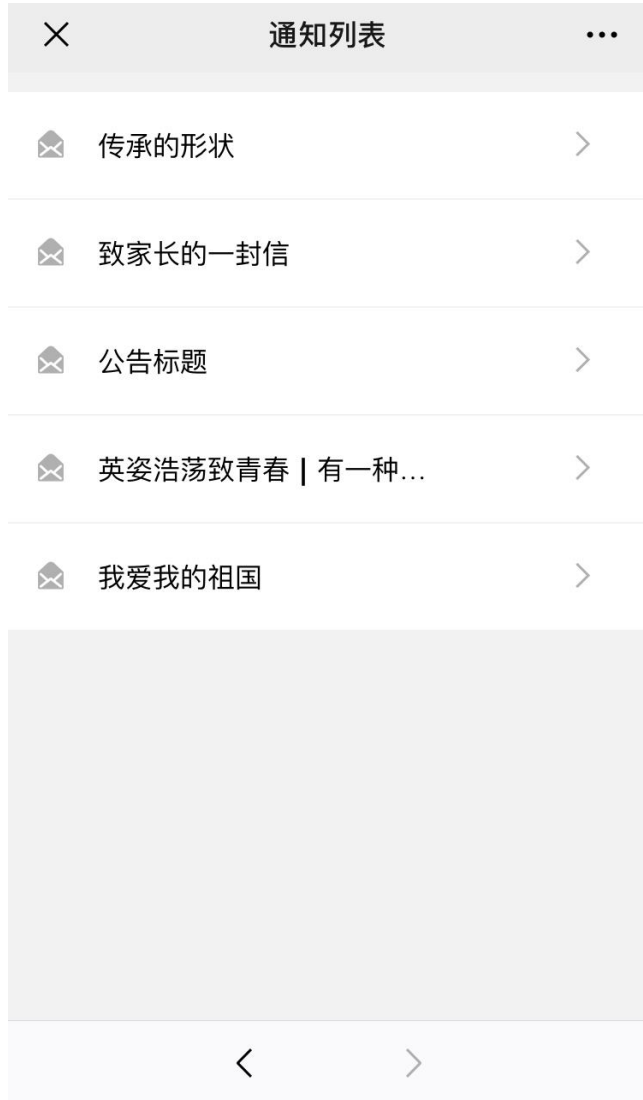 通知列表
传承的形状
致家长的一封信
公告标题
英姿浩荡致青春 | 有一种...
我爱我的祖国